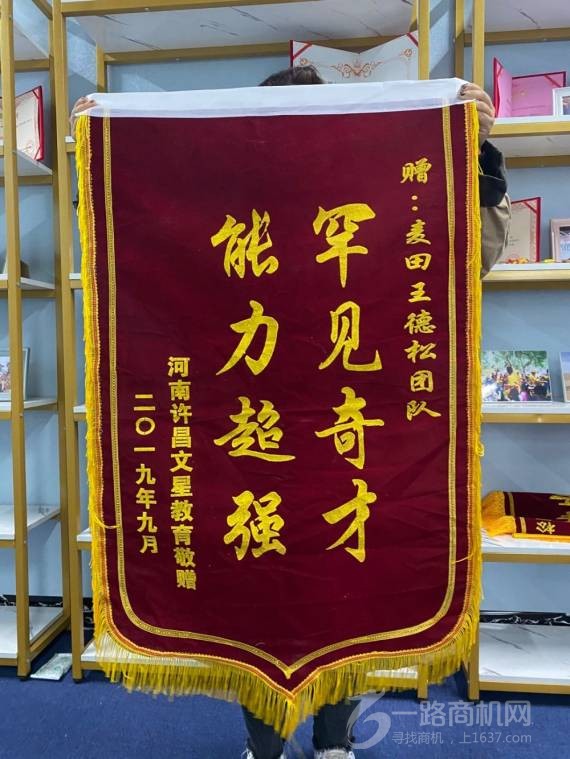 赠：麦田王德松团队
罕见奇才
能力超强
河南许昌文星教育敬赠
二〇一九年九月
松
一路商机网
寻找商机，上1637.com